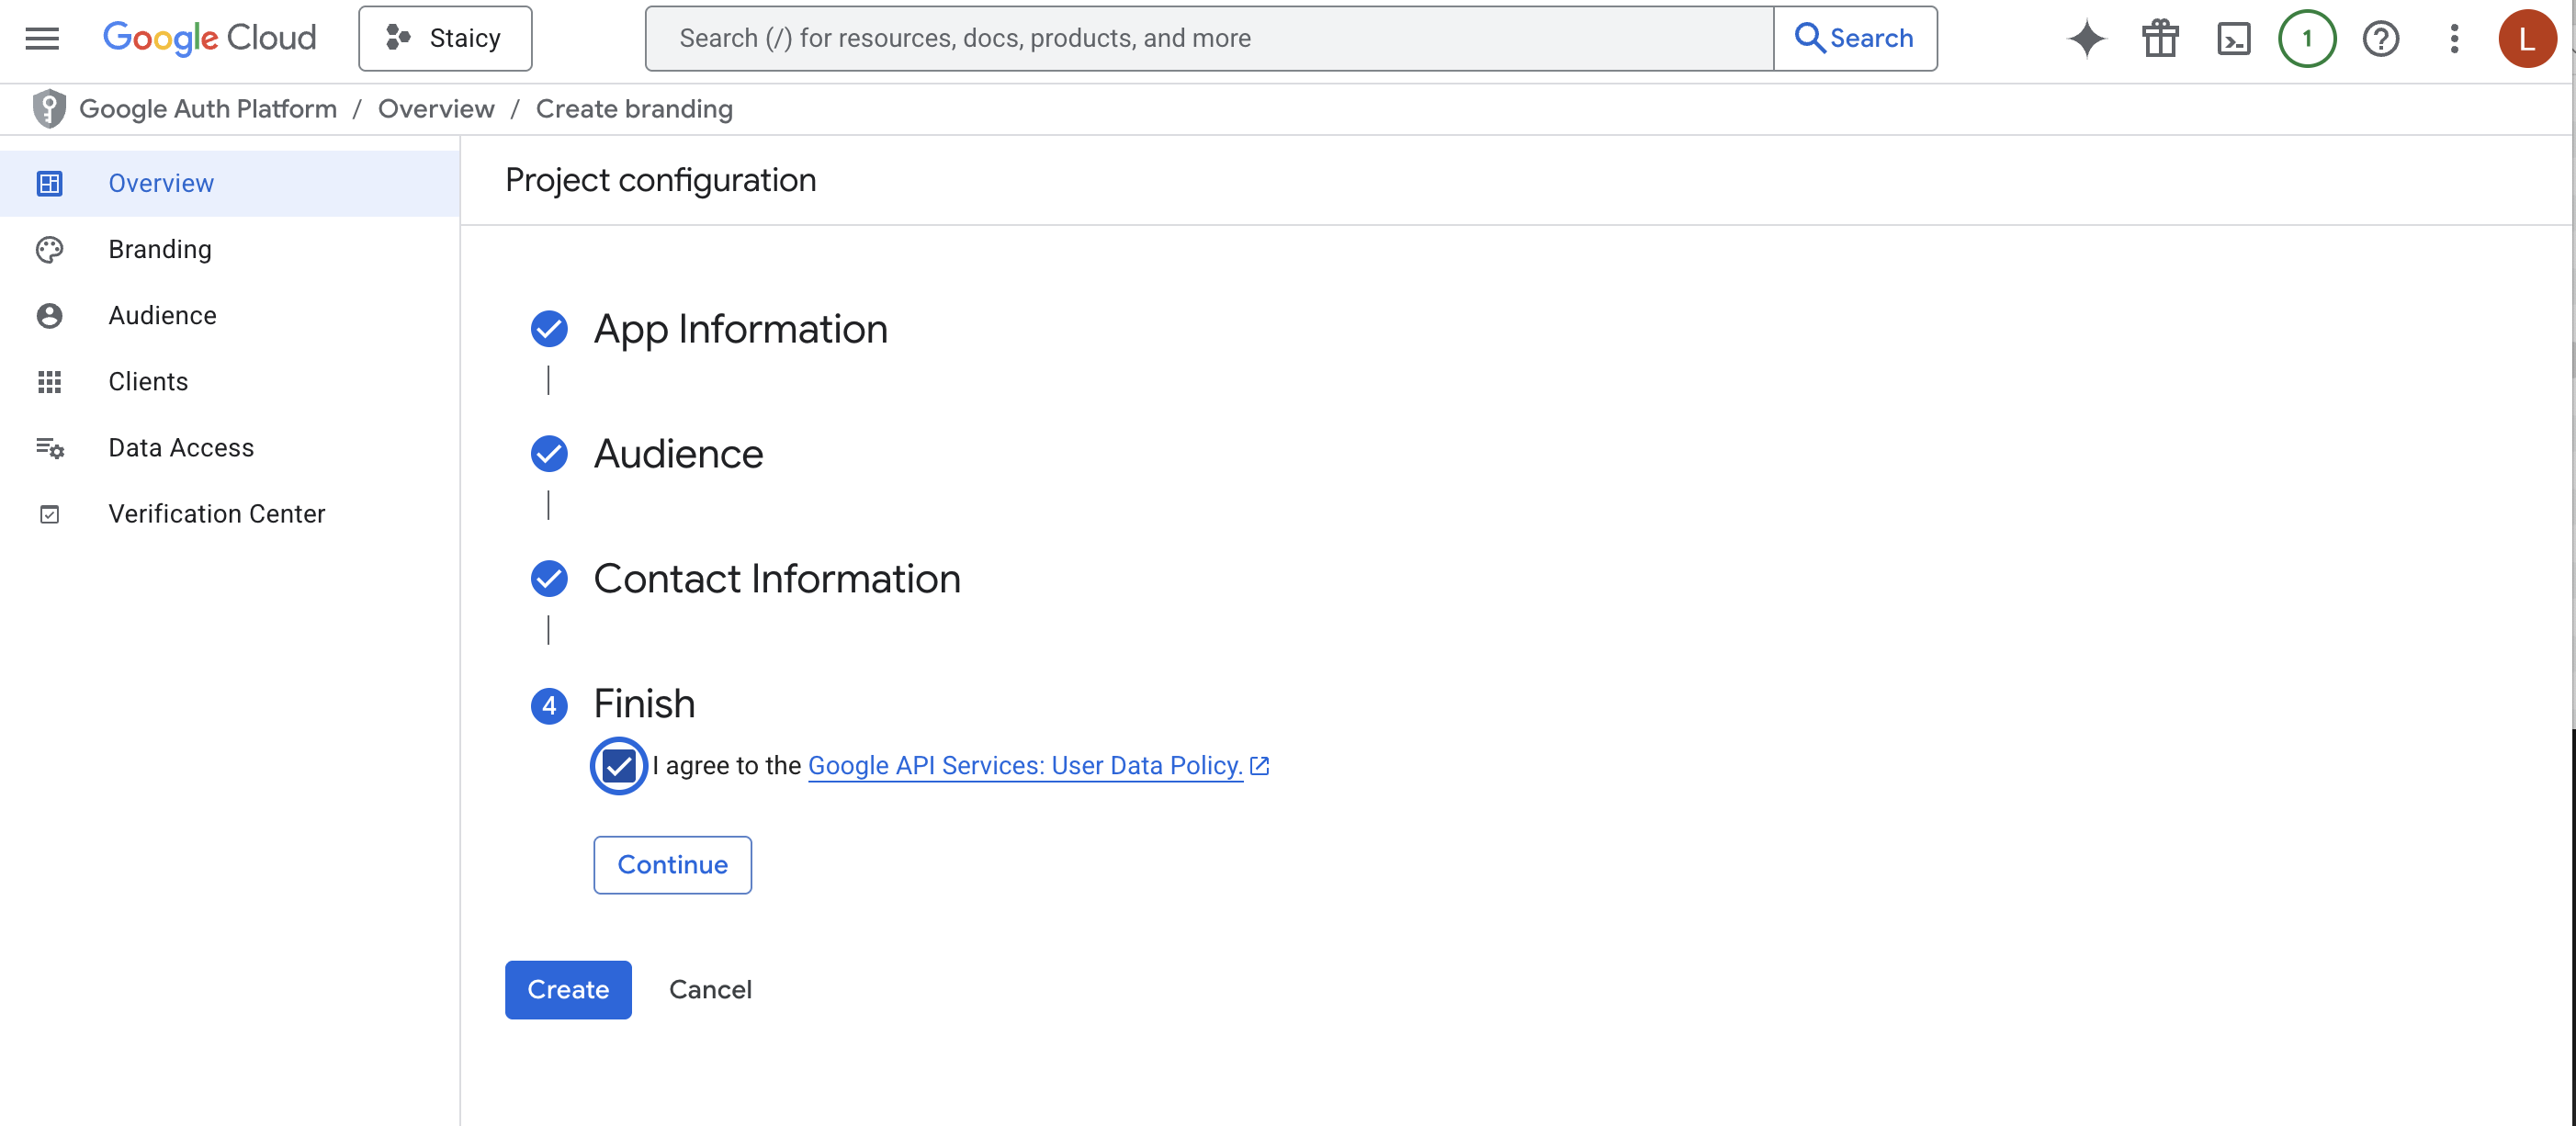 Google Cloud
Staicy
Search (/) for resources, docs, products, and more
Search
1
L
Google Auth Platform / Overview / Create branding
Overview
Branding
Audience
Clients
Data Access
Verification Center
Project configuration
App Information
Audience
Contact Information
4 Finish
I agree to the Google API Services: User Data Policy.
Continue
Create Cancel